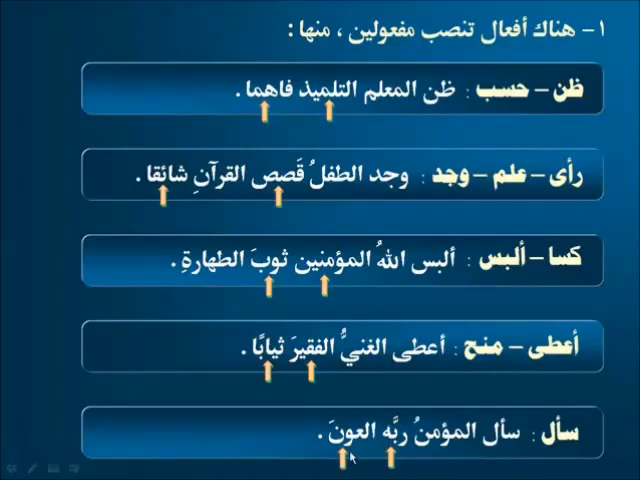 ١- هناك أفعال تنصب مفعولين ، منها :
ظن – حسب : ظن المعلم التلميذ فاهما .
رأى – علم – وجد : وجد الطفلُ قَصص القرآنِ شائقا .
كسا – ألبس : ألبس اللهُ المؤمنين ثوبَ الطهارةِ .
أعطى – منح : أعطى الغنيُّ الفقيرَ ثيابًا .
سأل : سأل المؤمنُ ربَّه العونَ .